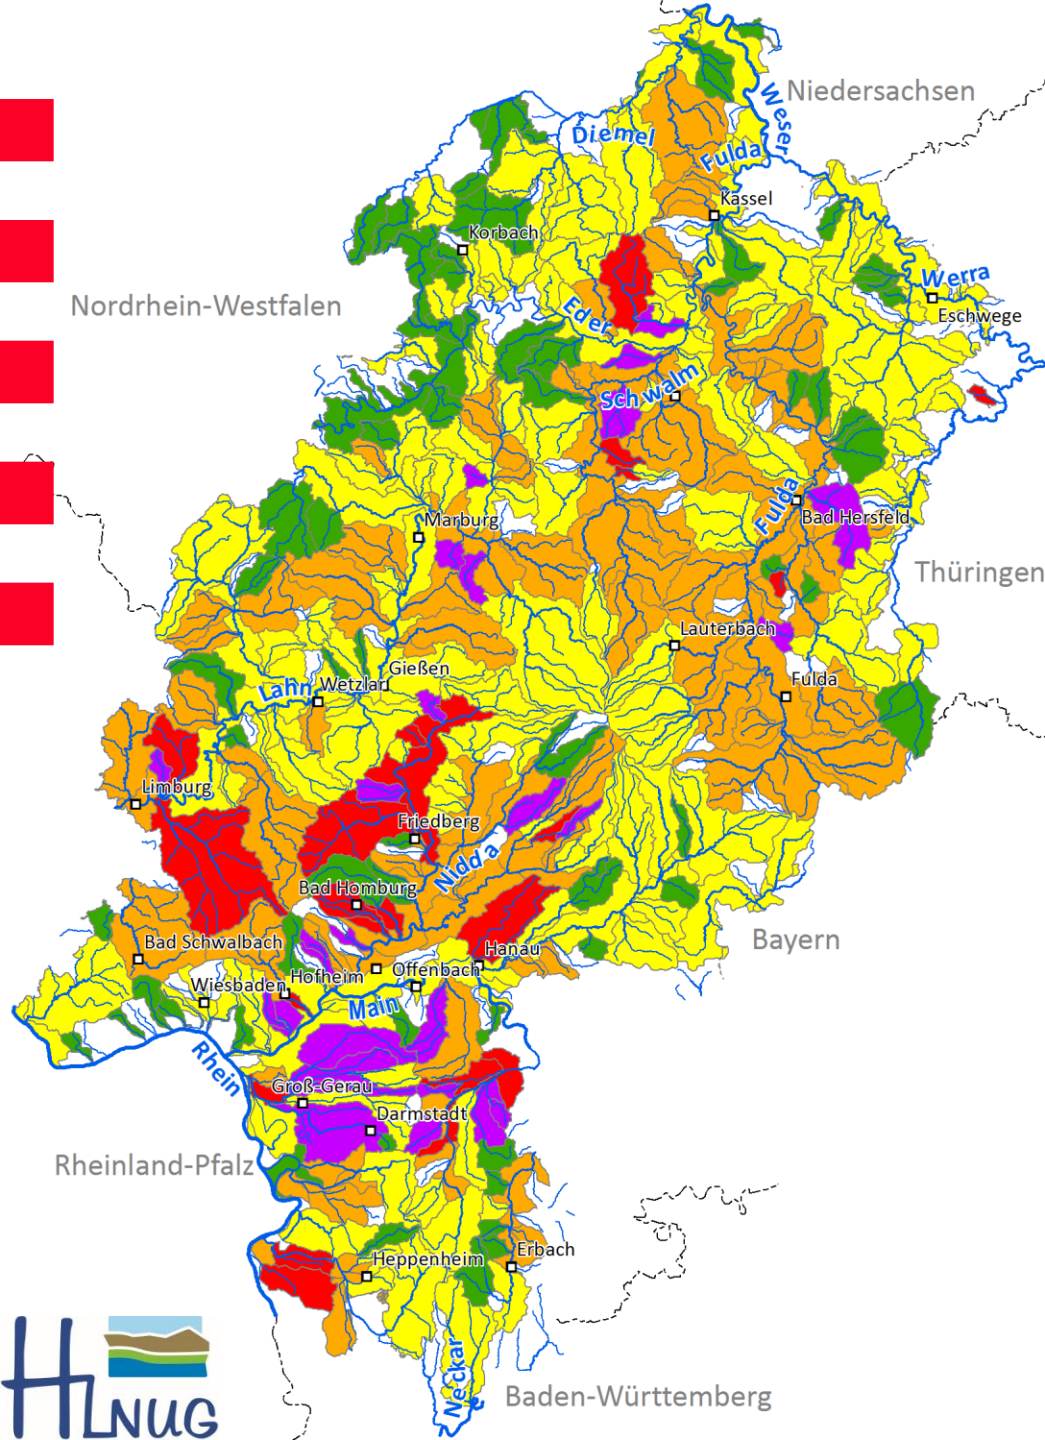 Niedersachsen
Weser
Diemel
Fulda
Kassel
Korbach
Werra
Nordrhein-Westfalen
Eder
Eschwege
Schwalm
Fulda
Bad Hersfeld
Marburg
Thüringen
Lauterbach
Gießen
Lahn
Wetzlar
Fulda
Limburg
Friedberg
Nidda
Bad Homburg
Bayern
Bad Schwalbach
Hanau
Hofheim
Offenbach
Wiesbaden
Main
Rhein
Groß-Gerau
Darmstadt
Rheinland-Pfalz
Erbach
Heppenheim
Neckar
Baden-Württemberg
HLNUG